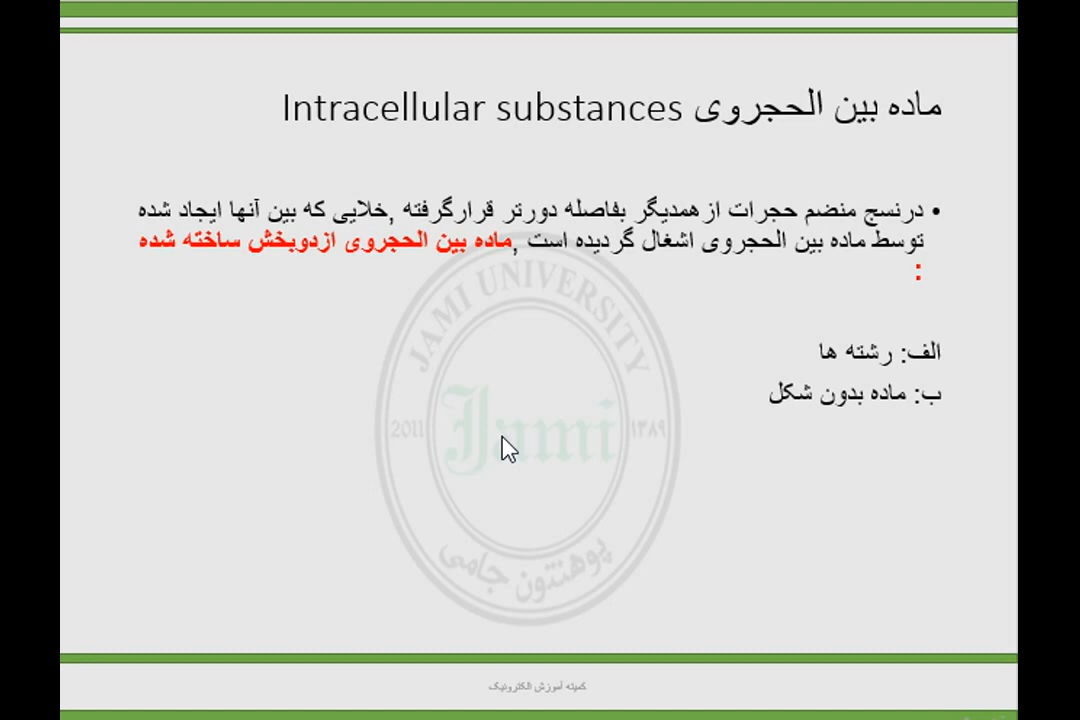 ماده بین الحجروی Intracellular substances
• درنسج منضم حجرات ازهمدیگر بفاصله دورتر قرارگرفته ,خلایی که بین آنها ایجاد شده
توسط ماده بین الحجروی اشغال گردیده است ,ماده بین الحجروی ازدوبخش ساخته شده
:
الف: رشته ها
ب: ماده بدون شکل
JAMI UNIVERSITY
2011 Jami ۱۳۸۹
پوهنتون جامی
کمیته آموزش الکترونیک